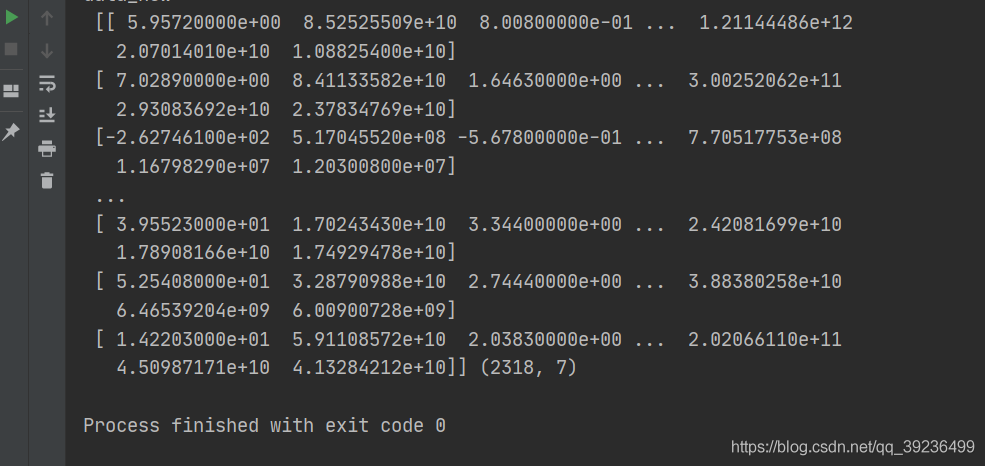 [[ 5.95720000e+00  8.52525509e+10  8.00800000e-01 ...  1.21144486e+12
   2.07014010e+10  1.08825400e+10]
 [ 7.02890000e+00  8.41133582e+10  1.64630000e+00 ...  3.00252062e+11
   2.93083692e+10  2.37834769e+10]
 [-2.62746100e+02  5.17045520e+08 -5.67800000e-01 ...  7.70517753e+08
   1.16798290e+07  1.20300800e+07]
 ...
 [ 3.95523000e+01  1.70243430e+10  3.34400000e+00 ...  2.42081699e+10
   1.78908166e+10  1.74929478e+10]
 [ 5.25408000e+01  3.28790988e+10  2.74440000e+00 ...  3.88380258e+10
   6.46539204e+09  6.00900728e+09]
 [ 1.42203000e+01  5.91108572e+10  2.03830000e+00 ...  2.02066110e+11
   4.50987171e+10  4.13284212e+10]] (2318, 7)
Process finished with exit code 0
https://blog.csdn.net/qq_39236499